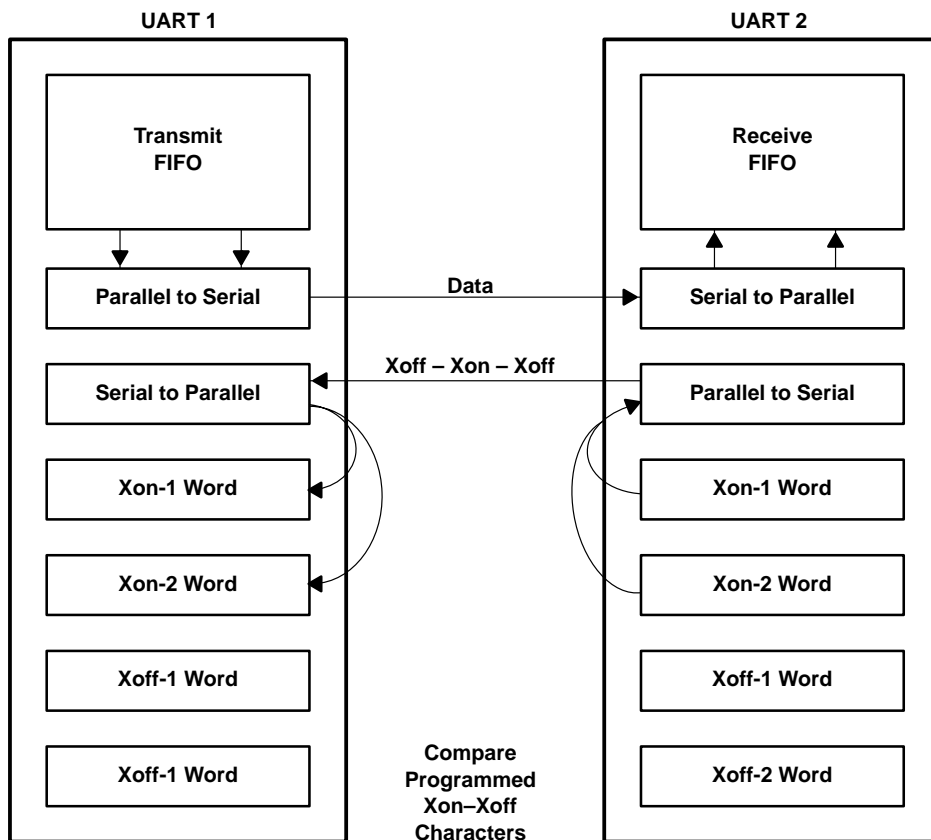 UART 1
UART 2
Transmit
FIFO
Receive
FIFO
Parallel to Serial
Data
Serial to Parallel
Serial to Parallel
Xoff – Xon – Xoff
Parallel to Serial
Xon-1 Word
Xon-1 Word
Xon-2 Word
Xon-2 Word
Xoff-1 Word
Xoff-1 Word
Xoff-1 Word
Compare
Programmed
Xon–Xoff
Characters
Xoff-2 Word